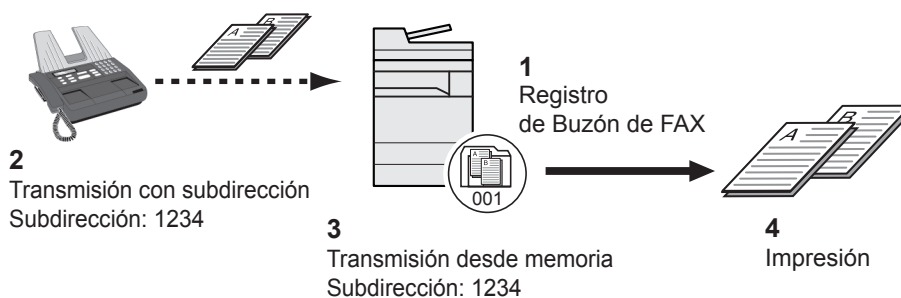 A
B
2
Transmisión con subdirección
Subdirección: 1234
1
Registro
de Buzón de FAX
A
B
001
3
Transmisión desde memoria
Subdirección: 1234
A
B
4
Impresión